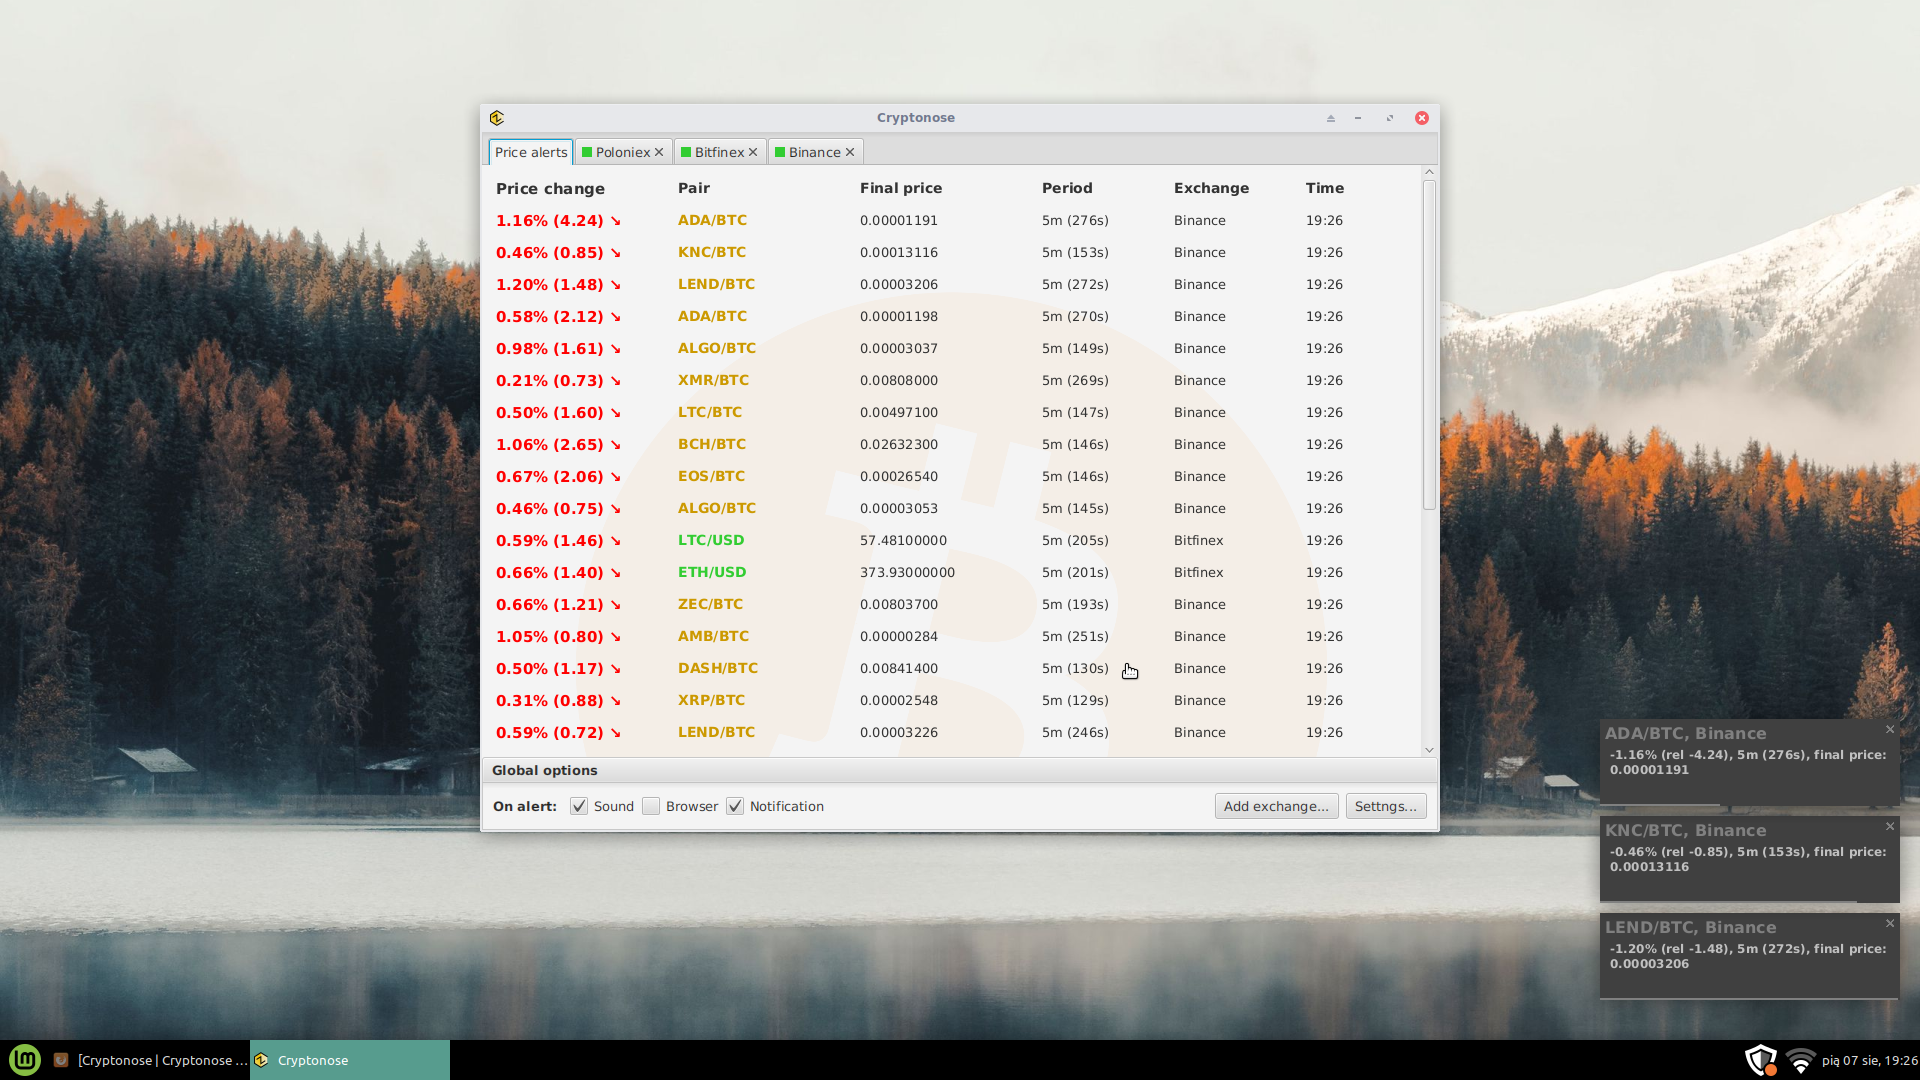 Cryptonose
Price alerts Poloniex Bitfinex Binance
Price change Pair Final price Period Exchange Time
1.16% (4.24) ↘ ADA/BTC 0.00001191 5m (276s) Binance 19:26
0.46% (0.85) ↘ KNC/BTC 0.00013116 5m (153s) Binance 19:26
1.20% (1.48) ↘ LEND/BTC 0.00003206 5m (272s) Binance 19:26
0.58% (2.12) ↘ ADA/BTC 0.00001198 5m (270s) Binance 19:26
0.98% (1.61) ↘ ALGO/BTC 0.00003037 5m (149s) Binance 19:26
0.21% (0.73) ↘ XMR/BTC 0.00808000 5m (269s) Binance 19:26
0.50% (1.60) ↘ LTC/BTC 0.00497100 5m (147s) Binance 19:26
1.06% (2.65) ↘ BCH/BTC 0.02632300 5m (146s) Binance 19:26
0.67% (2.06) ↘ EOS/BTC 0.00026540 5m (146s) Binance 19:26
0.46% (0.75) ↘ ALGO/BTC 0.00003053 5m (145s) Binance 19:26
0.59% (1.46) ↘ LTC/USD 57.48100000 5m (205s) Bitfinex 19:26
0.66% (1.40) ↘ ETH/USD 373.93000000 5m (201s) Bitfinex 19:26
0.66% (1.21) ↘ ZEC/BTC 0.00803700 5m (193s) Binance 19:26
1.05% (0.80) ↘ AMB/BTC 0.00000284 5m (251s) Binance 19:26
0.50% (1.17) ↘ DASH/BTC 0.00841400 5m (130s) Binance 19:26
0.31% (0.88) ↘ XRP/BTC 0.00002548 5m (129s) Binance 19:26
0.59% (0.72) ↘ LEND/BTC 0.00003226 5m (246s) Binance 19:26
Global options
On alert: Sound Browser Notification Add exchange... Settngs...
ADA/BTC, Binance
-1.16% (rel -4.24), 5m (276s), final price:
0.00001191
KNC/BTC, Binance
-0.46% (rel -0.85), 5m (153s), final price:
0.00013116
LEND/BTC, Binance
-1.20% (rel -1.48), 5m (272s), final price:
0.00003206
[Cryptonose | Cryptonose ... Cryptonose pią 07 sie, 19:26